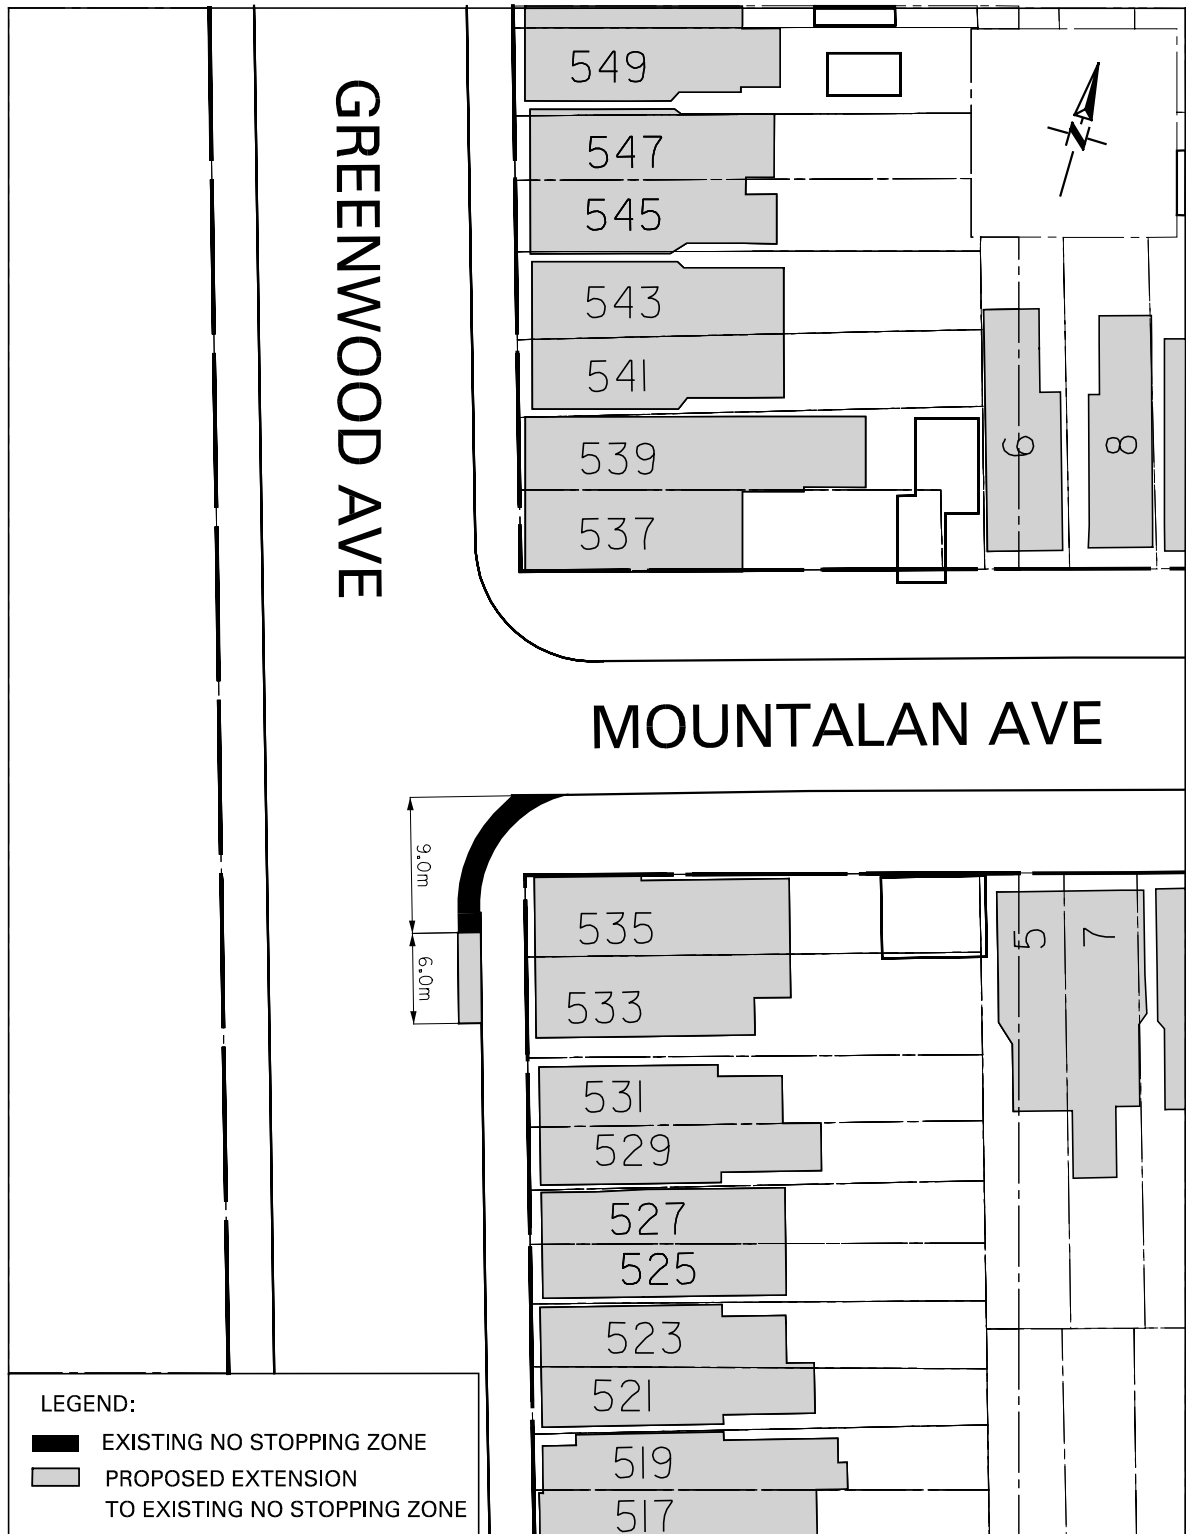 GREENWOOD AVE
549
547
545
543
541
539
537
6
8
N
MOUNTALAN AVE
9.0m
6.0m
535
533
5
7
531
529
527
525
523
521
519
517
LEGEND:
EXISTING NO STOPPING ZONE
PROPOSED EXTENSION
TO EXISTING NO STOPPING ZONE